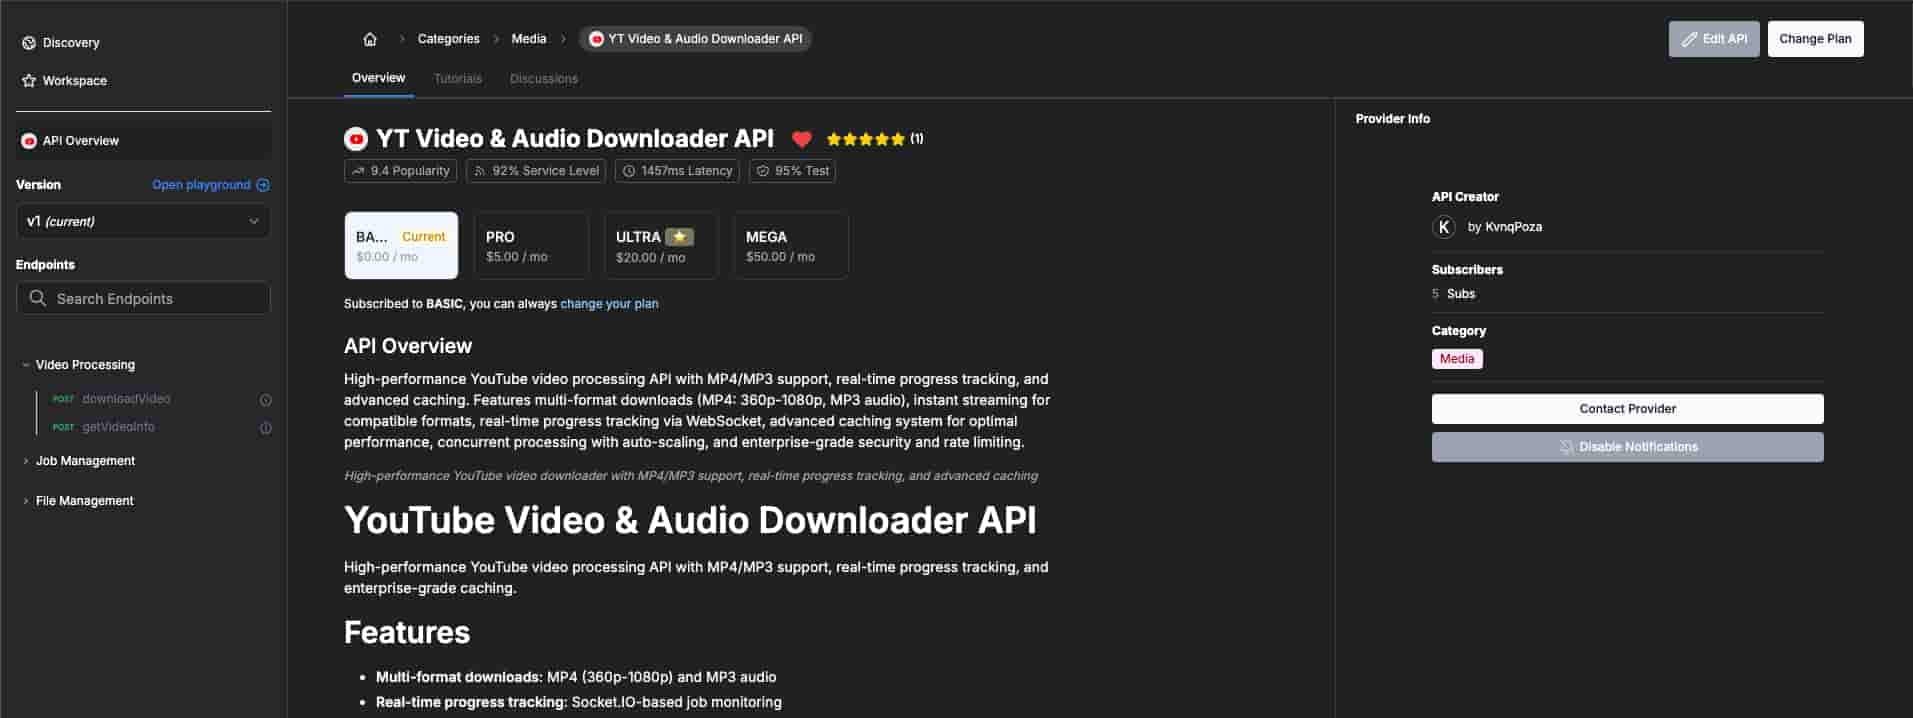 Discovery
Workspace
API Overview
Version
Open playground
v1 (current)
Endpoints
Search Endpoints
Video Processing
POST downloadVideo
POST getVideoInfo
Job Management
File Management
Categories
Media
YT Video & Audio Downloader API
Edit API
Change Plan
Overview
Tutorials
Discussions
YT Video & Audio Downloader API
(1)
9.4 Popularity
92% Service Level
1457ms Latency
95% Test
BA... Current
$0.00 / mo
PRO
$5.00 / mo
ULTRA
$20.00 / mo
MEGA
$50.00 / mo
Subscribed to BASIC, you can always change your plan
API Overview
High-performance YouTube video processing API with MP4/MP3 support, real-time progress tracking, and
advanced caching. Features multi-format downloads (MP4: 360p-1080p, MP3 audio), instant streaming for
compatible formats, real-time progress tracking via WebSocket, advanced caching system for optimal
performance, concurrent processing with auto-scaling, and enterprise-grade security and rate limiting.
High-performance YouTube video downloader with MP4/MP3 support, real-time progress tracking, and advanced caching
YouTube Video & Audio Downloader API
High-performance YouTube video processing API with MP4/MP3 support, real-time progress tracking, and
enterprise-grade caching.
Features
• Multi-format downloads: MP4 (360p-1080p) and MP3 audio
• Real-time progress tracking: Socket.IO-based job monitoring
Provider Info
API Creator
K by KvnqPoza
Subscribers
5 Subs
Category
Media
Contact Provider
Disable Notifications